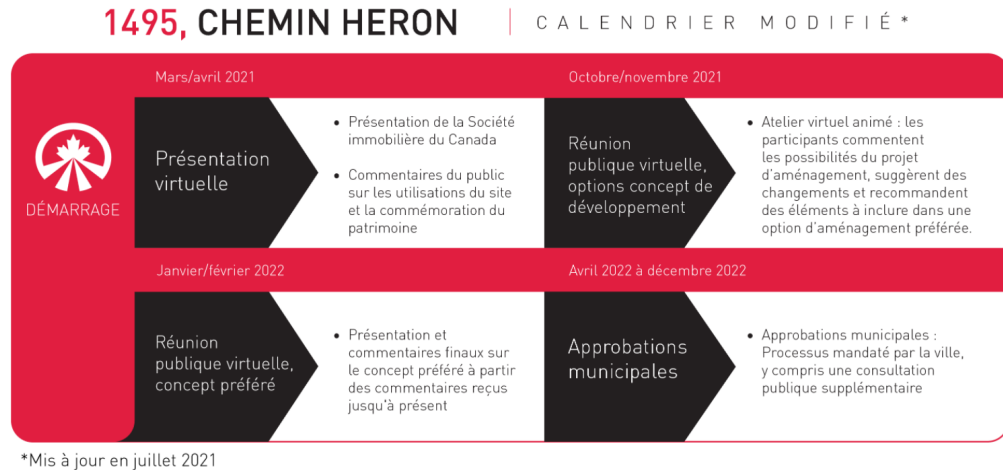 1495, CHEMIN HERON | CALENDRIER MODIFIÉ*
DÉMARRAGE
Mars/avril 2021
Présentation
virtuelle
• Présentation de la Société
immobilière du Canada
• Commentaires du public
sur les utilisations du site
et la commémoration du
patrimoine
Octobre/novembre 2021
Réunion
publique virtuelle,
options concept de
développement
• Atelier virtuel animé : les
participants commentent
les possibilités du projet
d'aménagement, suggèrent des
changements et recommandent
des éléments à inclure dans une
option d'aménagement préférée.
Janvier/février 2022
Réunion
publique virtuelle,
concept préféré
• Présentation et
commentaires finaux sur
le concept préféré à partir
des commentaires reçus
jusqu'à présent
Avril 2022 à décembre 2022
Approbations
municipales
• Approbations municipales :
Processus mandaté par la ville,
y compris une consultation
publique supplémentaire
*Mis à jour en juillet 2021